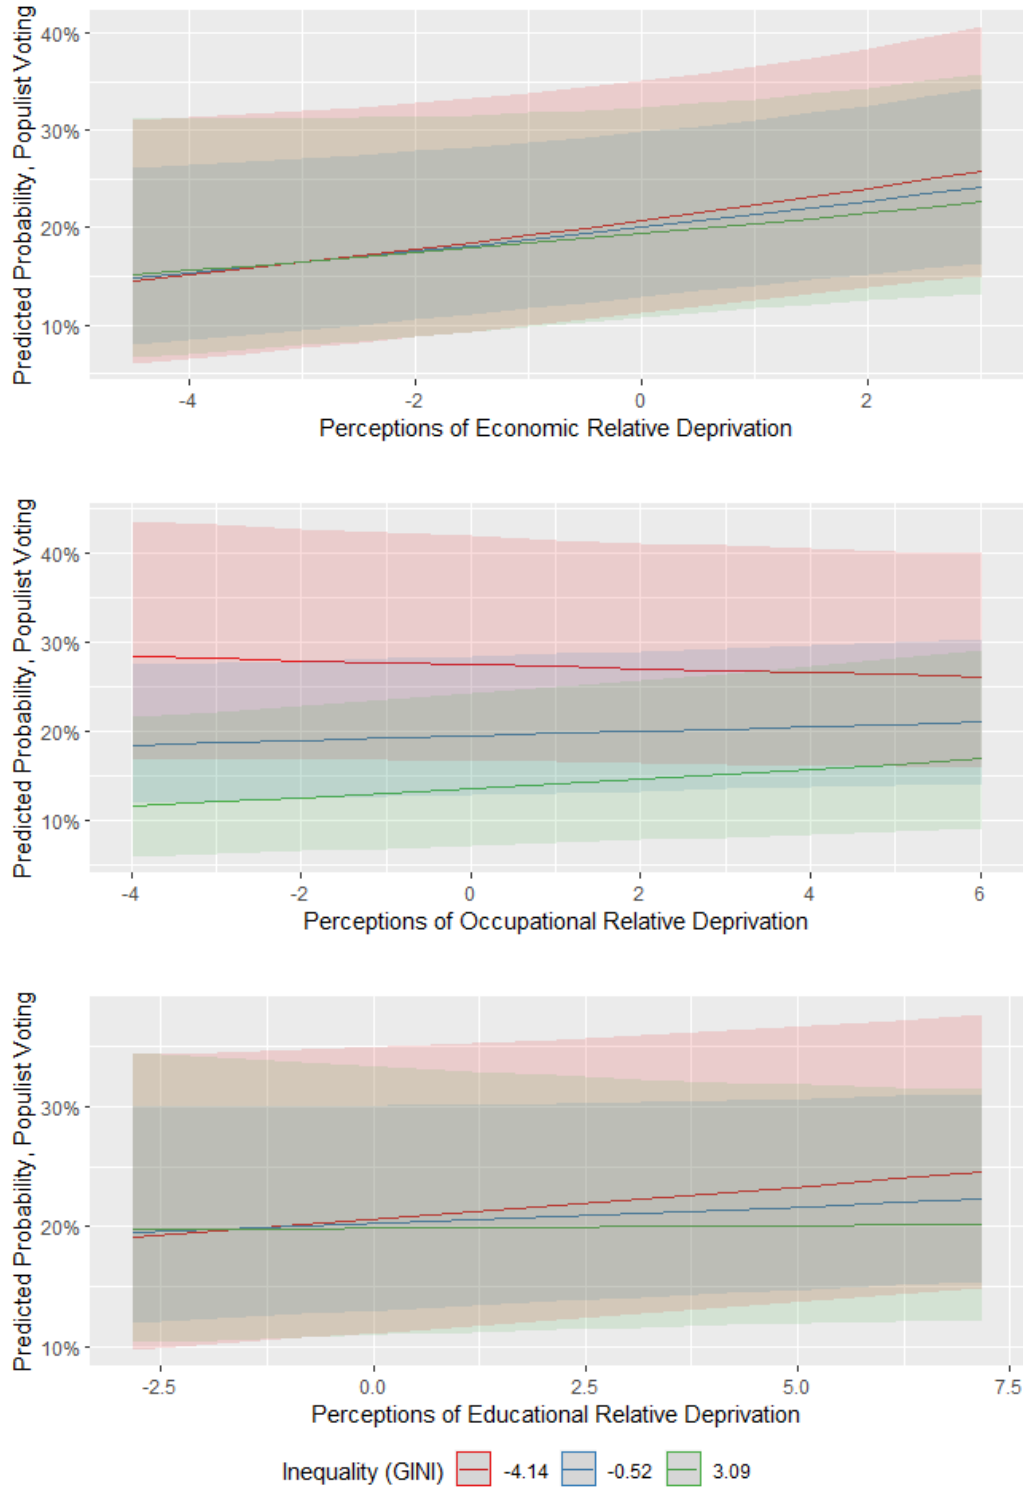 Predicted Probability, Populist Voting
40%
30%
20%
10%
-4 -2 0 2
Perceptions of Economic Relative Deprivation
Predicted Probability, Populist Voting
40%
30%
20%
10%
-4 -2 0 2 4 6
Perceptions of Occupational Relative Deprivation
Predicted Probability, Populist Voting
30%
20%
10%
-2.5 0.0 2.5 5.0 7.5
Perceptions of Educational Relative Deprivation
Inequality (GINI) -4.14 -0.52 3.09